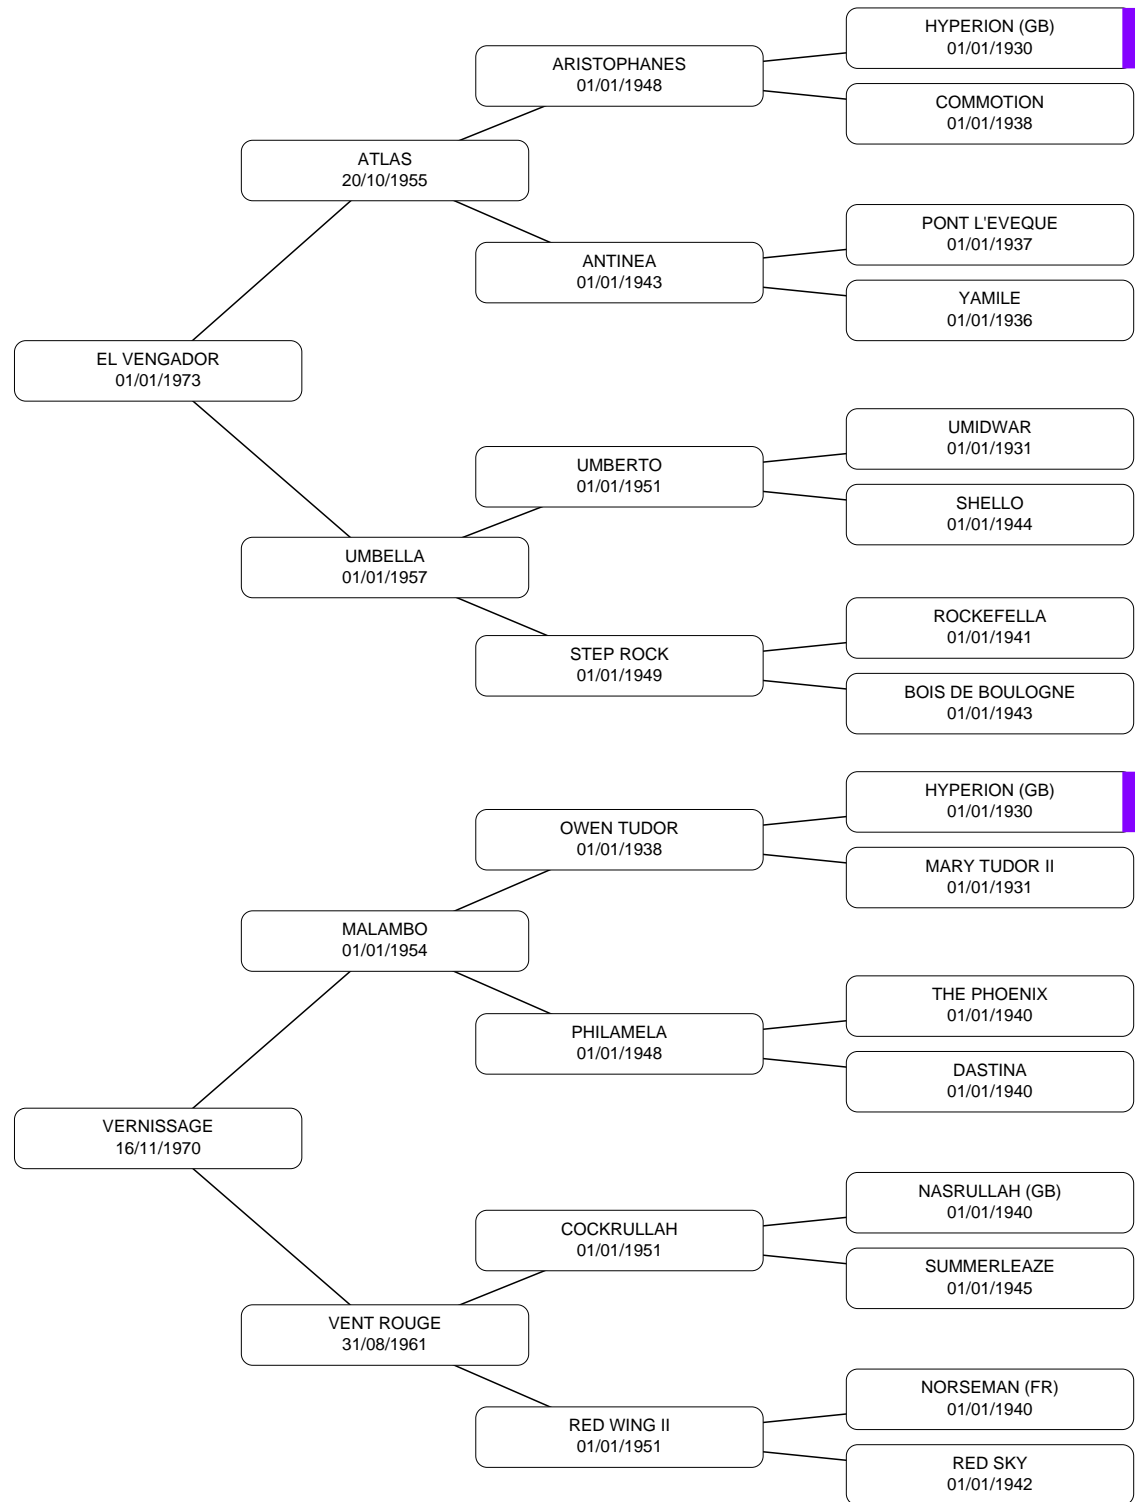 HYPERION (GB)
01/01/1930
ARISTOPHANES
01/01/1948
COMMOTION
01/01/1938
ATLAS
20/10/1955
PONT L'EVEQUE
01/01/1937
ANTINEA
01/01/1943
YAMILE
01/01/1936
EL VENGADOR
01/01/1973
UMIDWAR
01/01/1931
UMBERTO
01/01/1951
SHELLO
01/01/1944
UMBELLA
01/01/1957
ROCKEFELLA
01/01/1941
STEP ROCK
01/01/1949
BOIS DE BOULOGNE
01/01/1943
HYPERION (GB)
01/01/1930
OWEN TUDOR
01/01/1938
MARY TUDOR II
01/01/1931
MALAMBO
01/01/1954
THE PHOENIX
01/01/1940
PHILAMELA
01/01/1948
DASTINA
01/01/1940
VERNISSAGE
16/11/1970
NASRULLAH (GB)
01/01/1940
COCKRULLAH
01/01/1951
SUMMERLEAZE
01/01/1945
VENT ROUGE
31/08/1961
NORSEMAN (FR)
01/01/1940
RED WING II
01/01/1951
RED SKY
01/01/1942